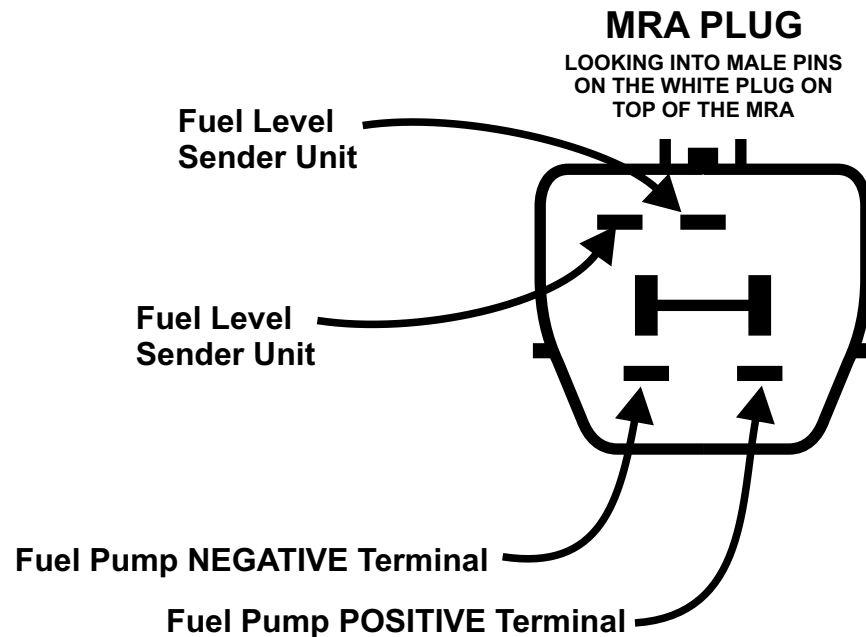 MRA PLUG
LOOKING INTO MALE PINS
ON THE WHITE PLUG ON
TOP OF THE MRA
Fuel Level
Sender Unit
Fuel Level
Sender Unit
Fuel Pump NEGATIVE Terminal
Fuel Pump POSITIVE Terminal